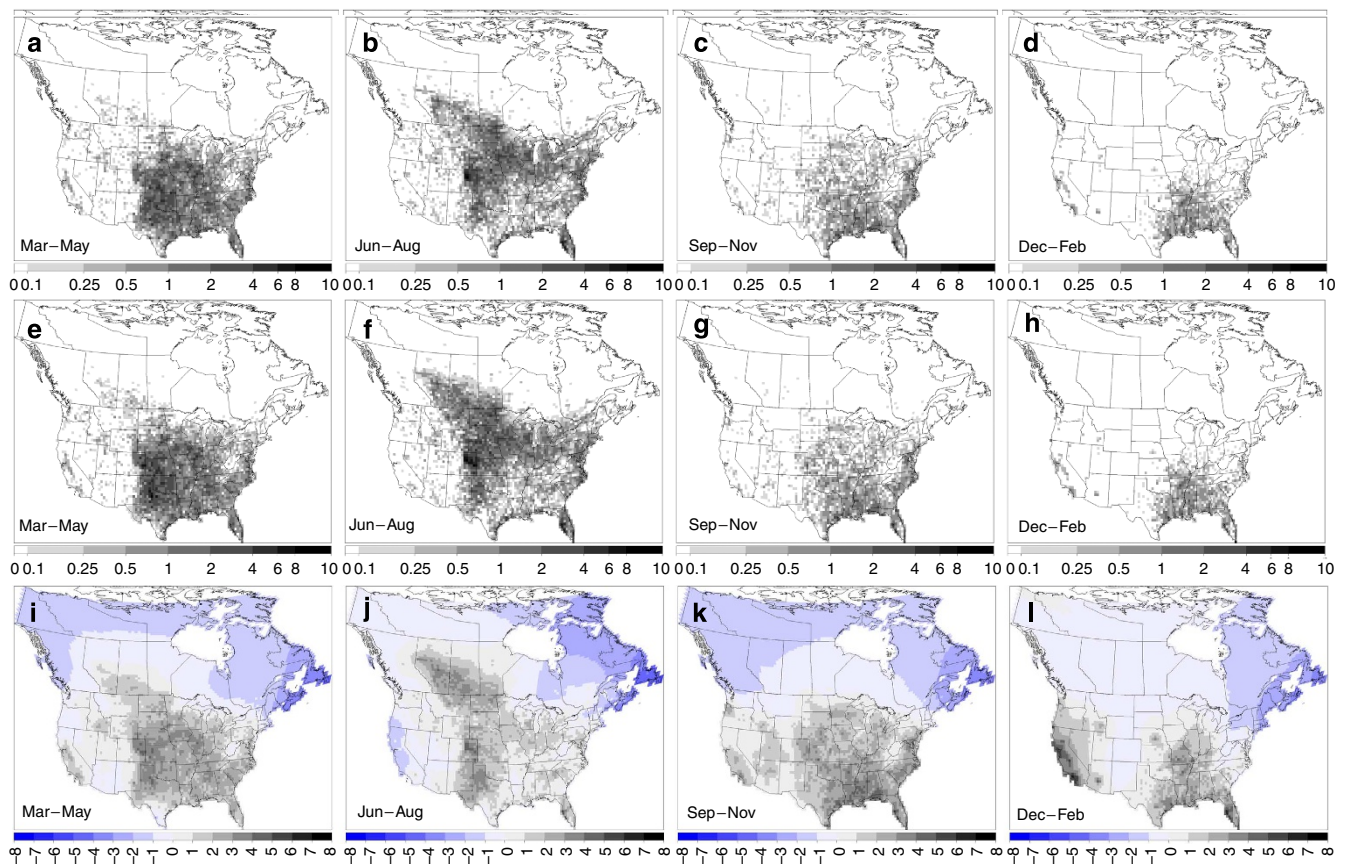 a b c d
Mar–May Jun–Aug Sep–Nov Dec–Feb
0 0.1 0.25 0.5 1 2 4 6 8 10 0 0.1 0.25 0.5 1 2 4 6 8 10 0 0.1 0.25 0.5 1 2 4 6 8 10 0 0.1 0.25 0.5 1 2 4 6 8 10
e f g h
Mar–May Jun–Aug Sep–Nov Dec–Feb
0 0.1 0.25 0.5 1 2 4 6 8 10 0 0.1 0.25 0.5 1 2 4 6 8 10 0 0.1 0.25 0.5 1 2 4 6 8 10 0 0.1 0.25 0.5 1 2 4 6 8 10
i j k l
Mar–May Jun–Aug Sep–Nov Dec–Feb
−8 −7 −6 −5 −4 −3 −2 −1 0 1 2 3 4 5 6 7 8 −8 −7 −6 −5 −4 −3 −2 −1 0 1 2 3 4 5 6 7 8 −8 −7 −6 −5 −4 −3 −2 −1 0 1 2 3 4 5 6 7 8 −8 −7 −6 −5 −4 −3 −2 −1 0 1 2 3 4 5 6 7 8